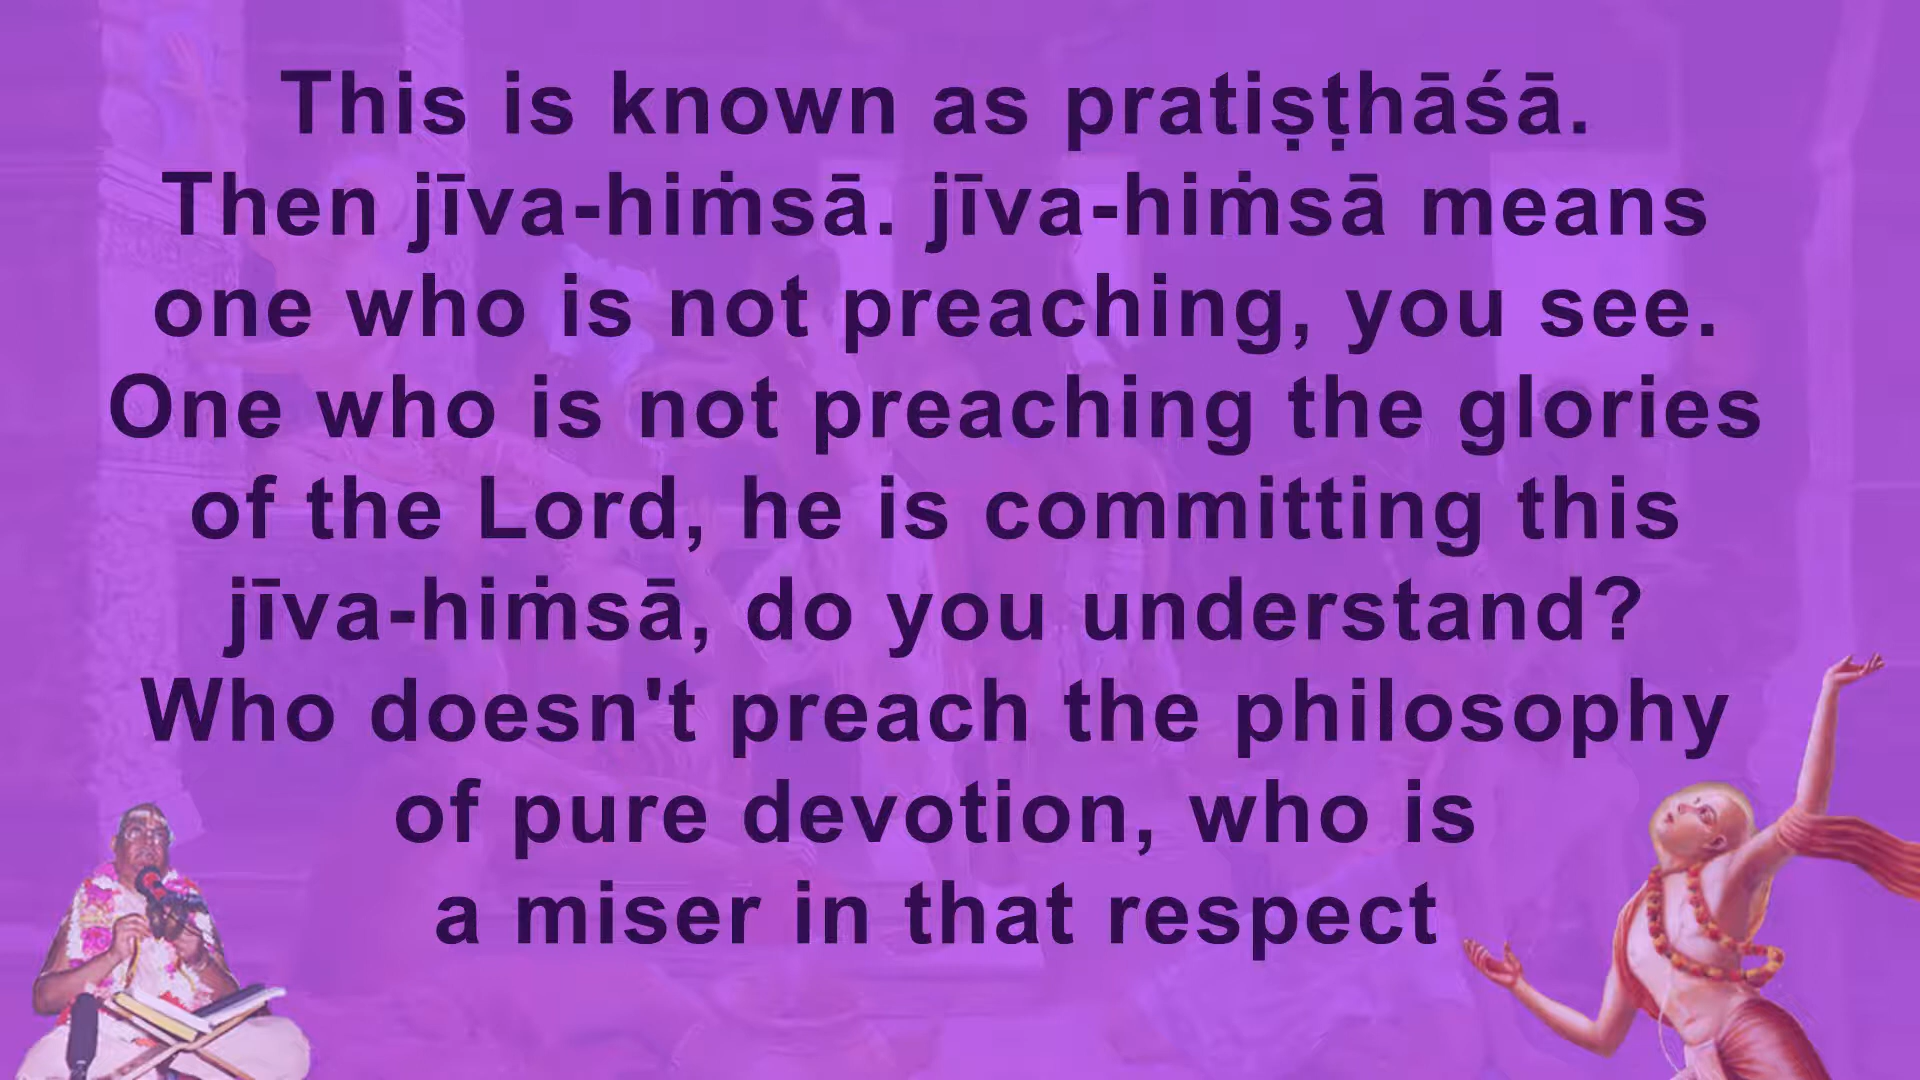 This is known as pratiṣṭhāśā.
Then jīva-hiṁsā. jīva-hiṁsā means
one who is not preaching, you see.
One who is not preaching the glories
of the Lord, he is committing this
jīva-hiṁsā, do you understand?
Who doesn't preach the philosophy
of pure devotion, who is
a miser in that respect